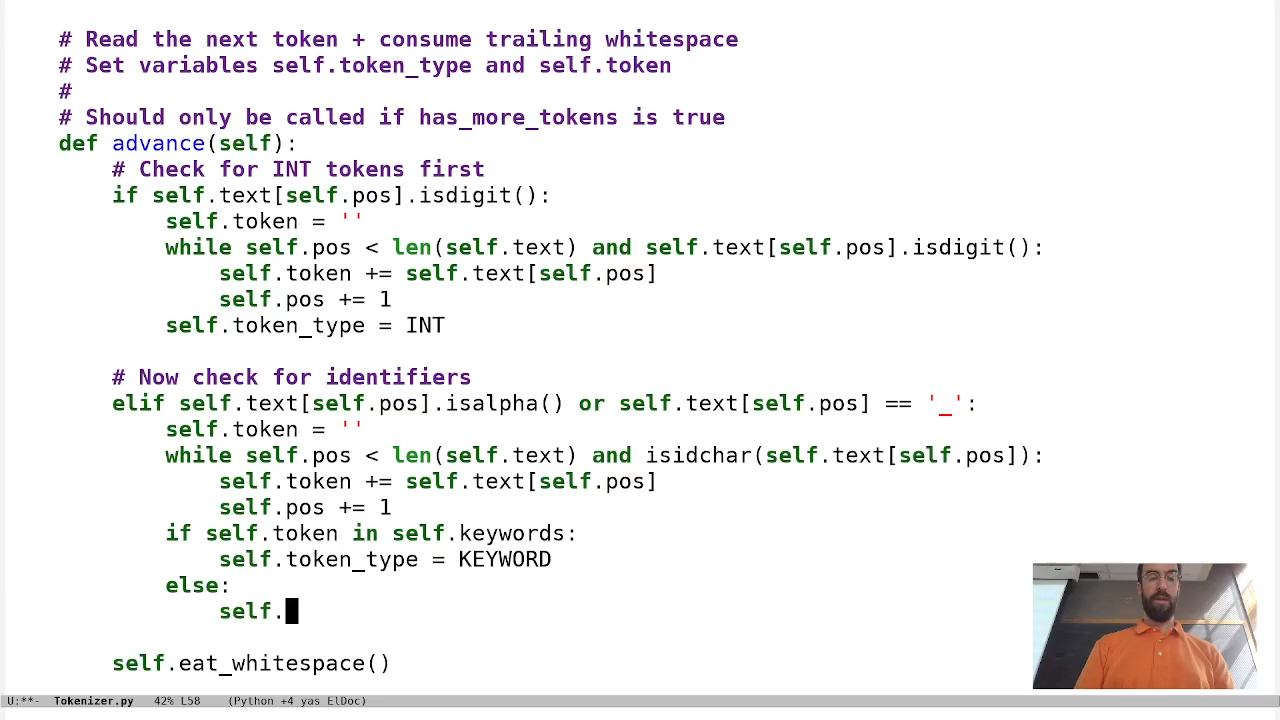 # Read the next token + consume trailing whitespace
# Set variables self.token_type and self.token
#
# Should only be called if has_more_tokens is true
def advance(self):
# Check for INT tokens first
if self.text[self.pos].isdigit():
self.token = ''
while self.pos < len(self.text) and self.text[self.pos].isdigit():
self.token += self.text[self.pos]
self.pos += 1
self.token_type = INT
# Now check for identifiers
elif self.text[self.pos].isalpha() or self.text[self.pos] == '_':
self.token = ''
while self.pos < len(self.text) and isidchar(self.text[self.pos]):
self.token += self.text[self.pos]
self.pos += 1
if self.token in self.keywords:
self.token_type = KEYWORD
else:
self.
self.eat_whitespace()
U:**- Tokenizer.py 42% L58 (Python +4 yas ElDoc)